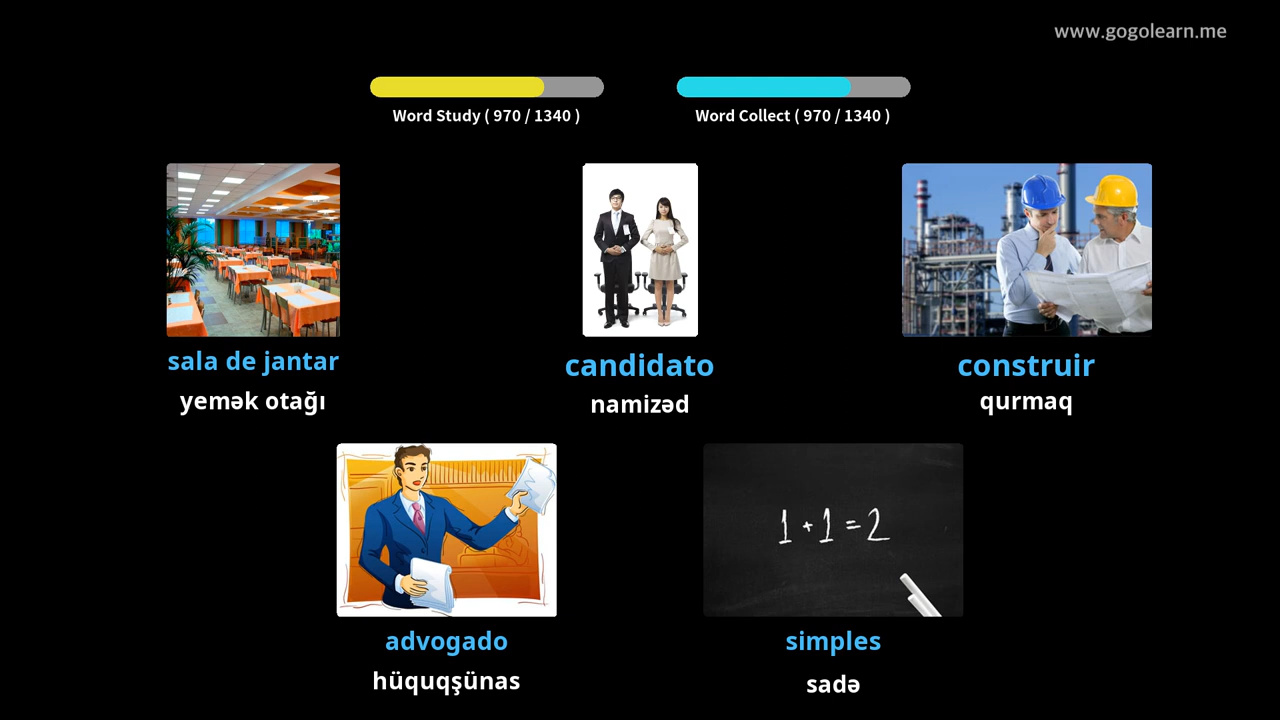 www.gogolearn.me
Word Study ( 970 / 1340 )
Word Collect ( 970 / 1340 )
sala de jantar
yemək otağı
candidato
namizəd
construir
qurmaq
1 + 1 = 2
advogado
hüquqşünas
simples
sadə